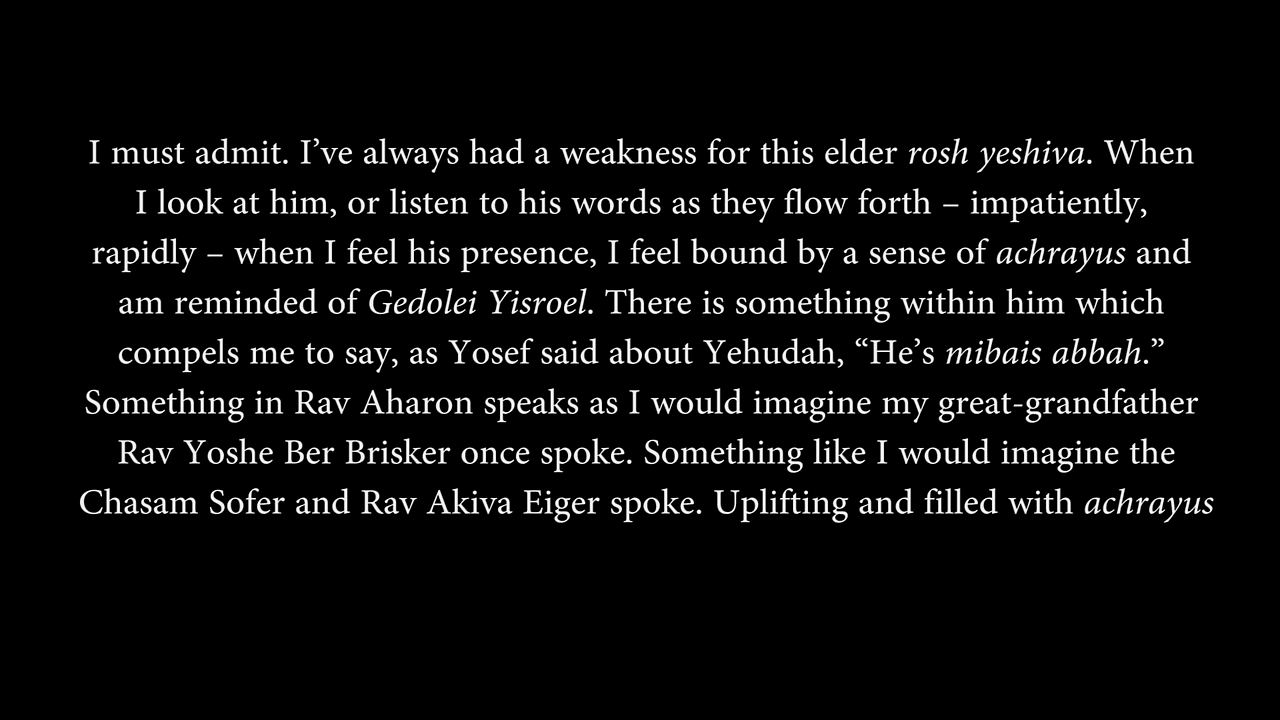 I must admit. I’ve always had a weakness for this elder rosh yeshiva. When
I look at him, or listen to his words as they flow forth – impatiently,
rapidly – when I feel his presence, I feel bound by a sense of achrayus and
am reminded of Gedolei Yisroel. There is something within him which
compels me to say, as Yosef said about Yehudah, “He’s mibais abbah.”
Something in Rav Aharon speaks as I would imagine my great-grandfather
Rav Yoshe Ber Brisker once spoke. Something like I would imagine the
Chasam Sofer and Rav Akiva Eiger spoke. Uplifting and filled with achrayus